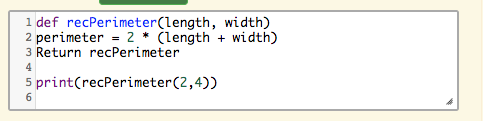 1 def recPerimeter(length, width)
2 perimeter = 2 * (length + width)
3 Return recPerimeter
4
5 print(recPerimeter(2,4))
6